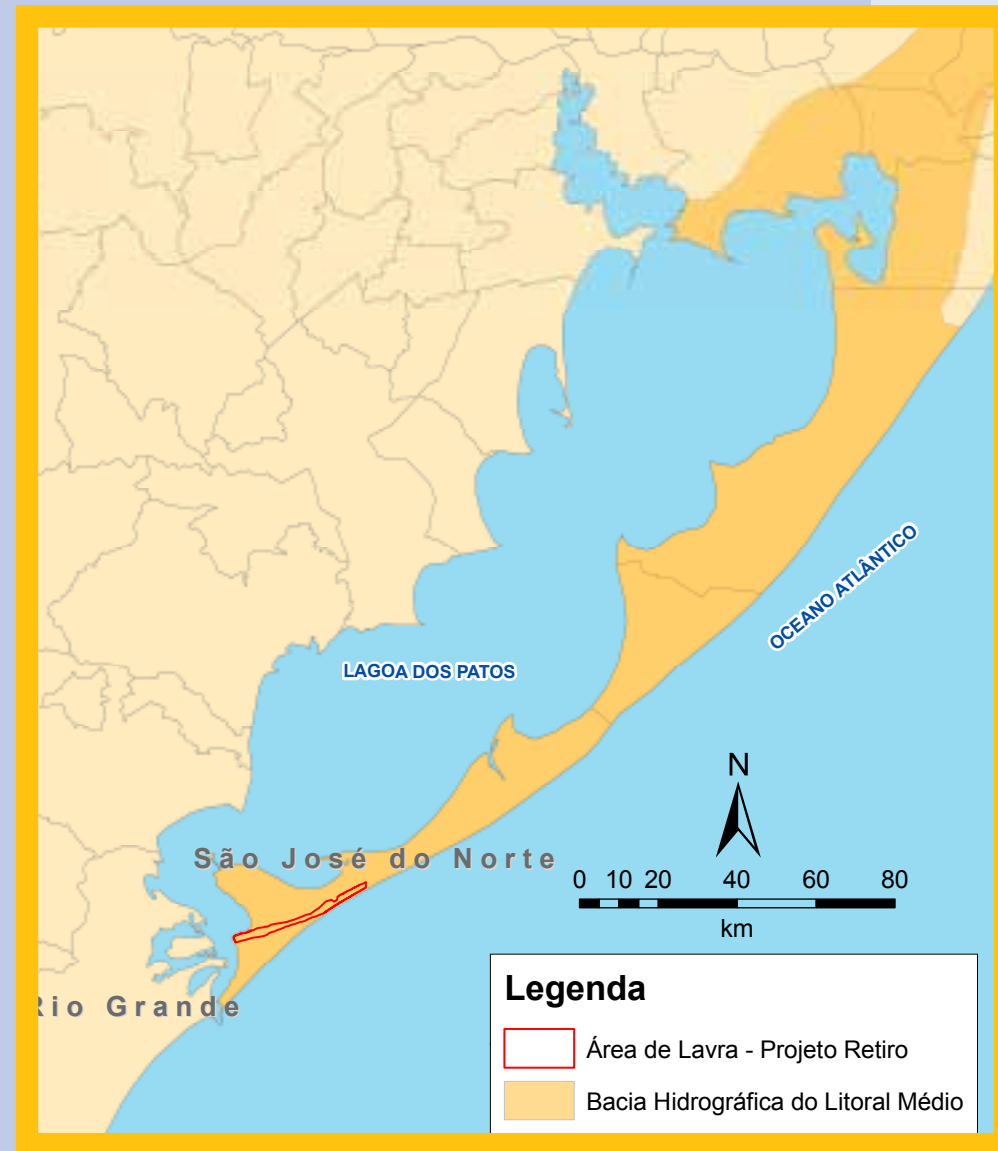 OCEANO ATLÂNTICO
LAGOA DOS PATOS
N
São José do Norte
0 10 20 40 60 80
km
Rio Grande
Legenda
Área de Lavra - Projeto Retiro
Bacia Hidrográfica do Litoral Médio